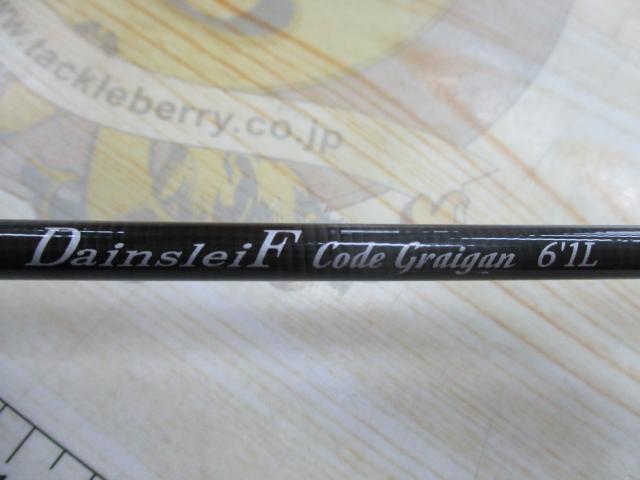 www.tackleberry.co.jp
DainsleiF Code Graigan 6'1L